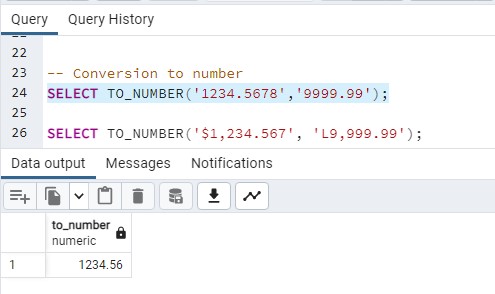 Query Query History
22
23 -- Conversion to number
24 SELECT TO_NUMBER('1234.5678','9999.99');
25
26 SELECT TO_NUMBER('$1,234.567', 'L9,999.99');
Data output Messages Notifications
to_number
numeric
1 1234.56